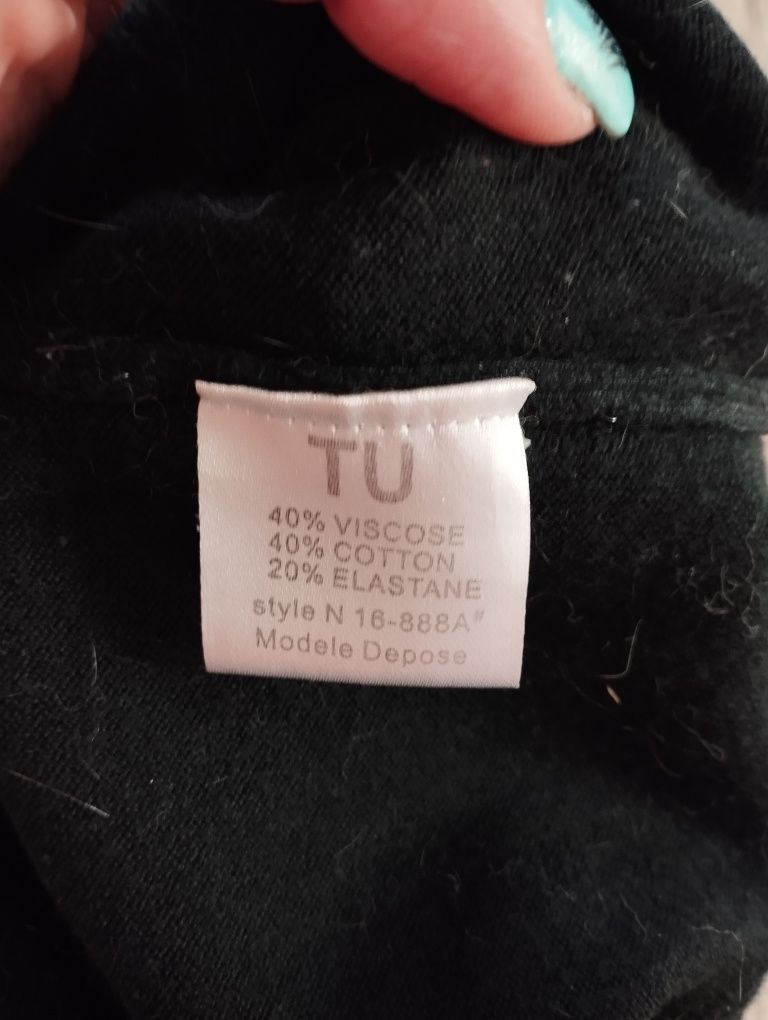 TU
40% VISCOSE
40% COTTON
20% ELASTANE
style N 16-888A"
Modele Depose